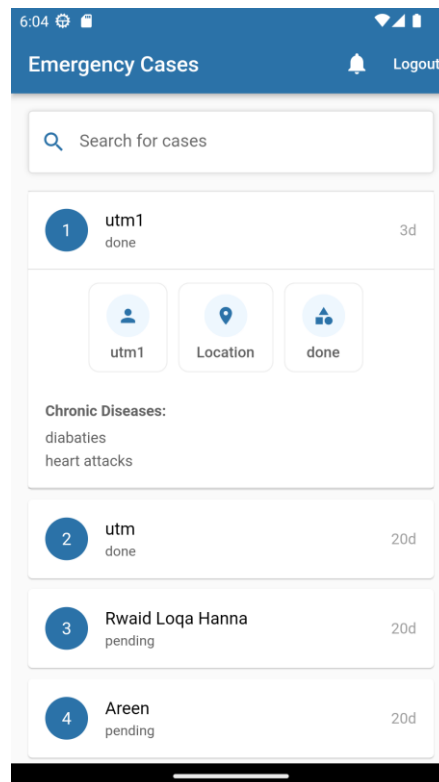 6:04
Emergency Cases
Logout
Search for cases
1
utm1
done
3d
utm1
Location
done
Chronic Diseases:
diabaties
heart attacks
2
utm
done
20d
3
Rwaid Loqa Hanna
pending
20d
4
Areen
pending
20d